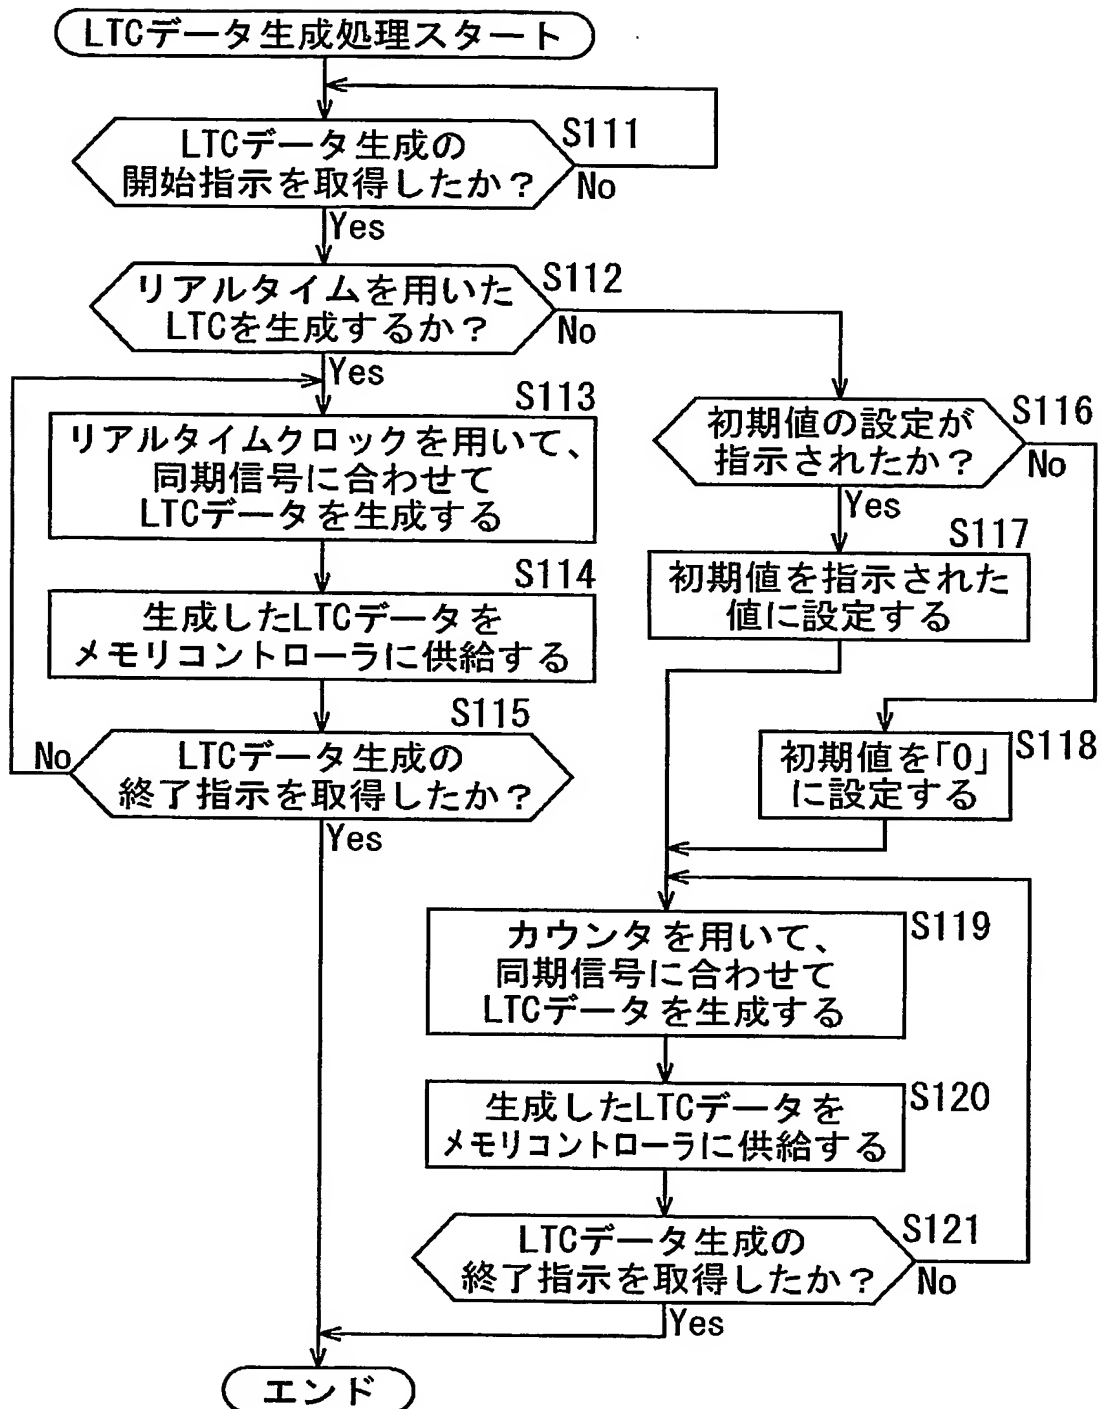 LTCデータ生成処理スタート
LTCデータ生成の
開始指示を取得したか？
S111
No
Yes
リアルタイムを用いた
LTCを生成するか？
S112
No
Yes
S113
リアルタイムクロックを用いて、
同期信号に合わせて
LTCデータを生成する
S114
生成したLTCデータを
メモリコントローラに供給する
S115
LTCデータ生成の
終了指示を取得したか？
No
Yes
初期値の設定が
指示されたか？
S116
No
Yes
S117
初期値を指示された
値に設定する
初期値を｢0｣
に設定する
S118
カウンタを用いて、
同期信号に合わせて
LTCデータを生成する
S119
生成したLTCデータを
メモリコントローラに供給する
S120
LTCデータ生成の
終了指示を取得したか？
S121
No
Yes
エンド